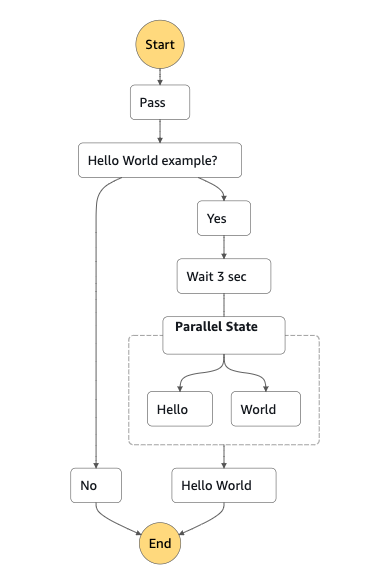 Start
Pass
Hello World example?
Yes
Wait 3 sec
Parallel State
Hello
World
No
Hello World
End